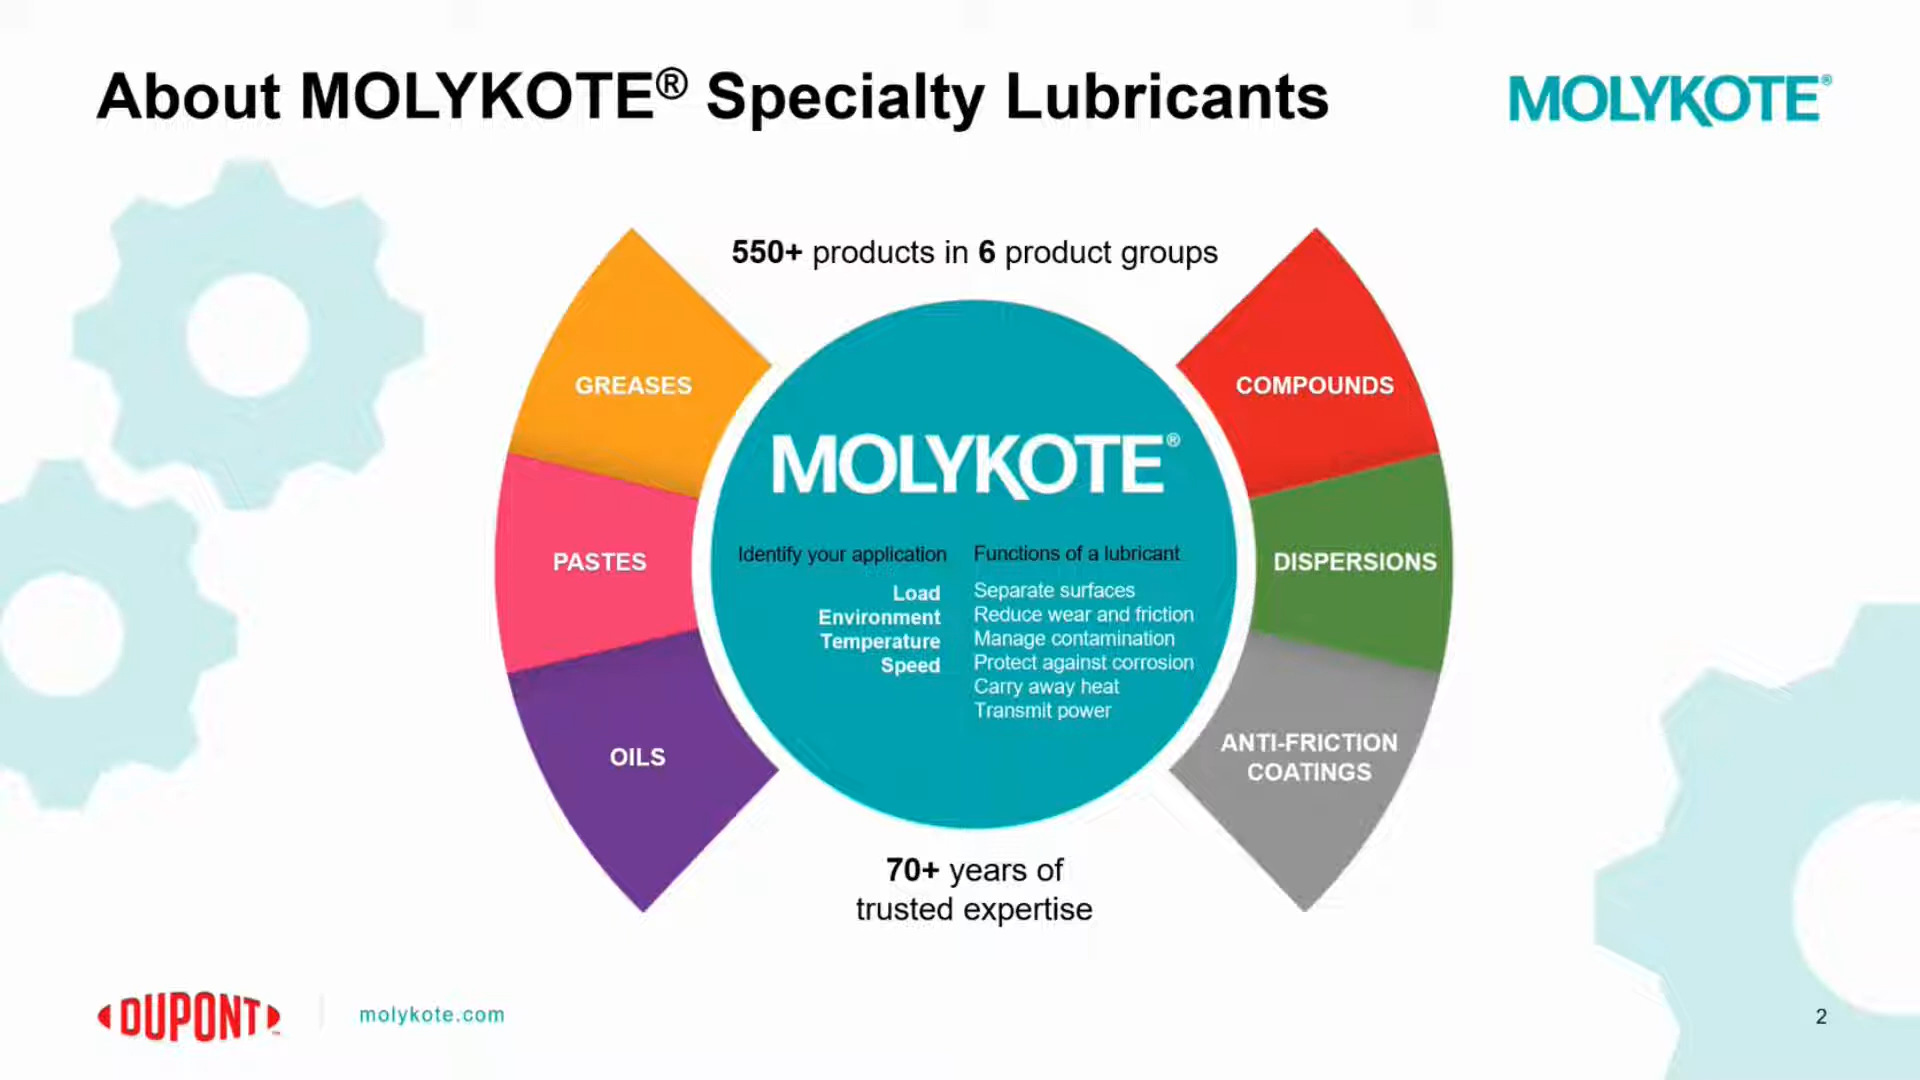 About MOLYKOTE® Specialty Lubricants
MOLYKOTE®
550+ products in 6 product groups
GREASES
PASTES
OILS
MOLYKOTE®
Identify your application
Load
Environment
Temperature
Speed
Functions of a lubricant
Separate surfaces
Reduce wear and friction
Manage contamination
Protect against corrosion
Carry away heat
Transmit power
COMPOUNDS
DISPERSIONS
ANTI-FRICTION
COATINGS
70+ years of
trusted expertise
DUPONT™
molykote.com
2